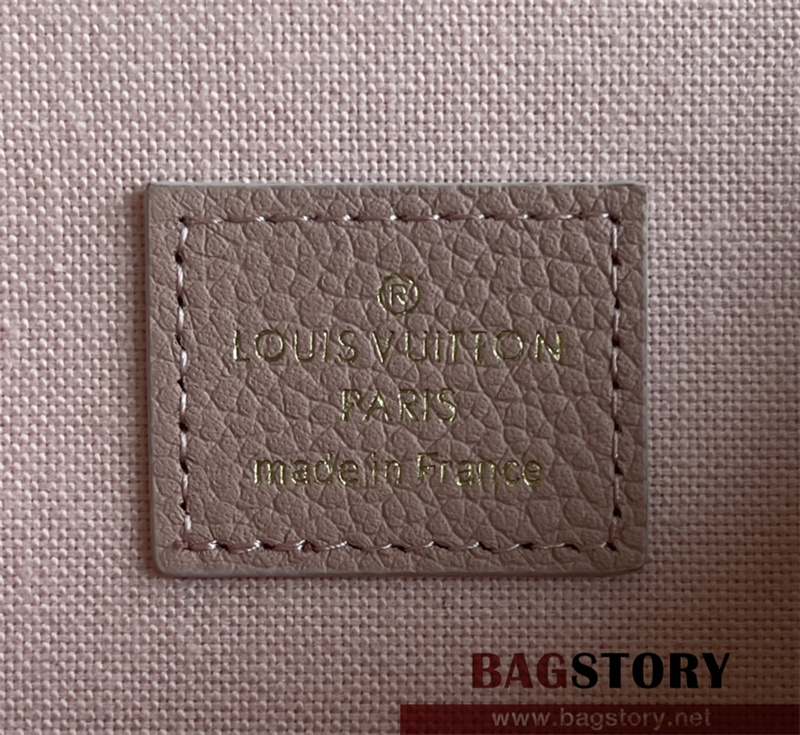 ®
LOUIS VUITTON
PARIS
made in France
BAGSTORY
www.bagstory.net